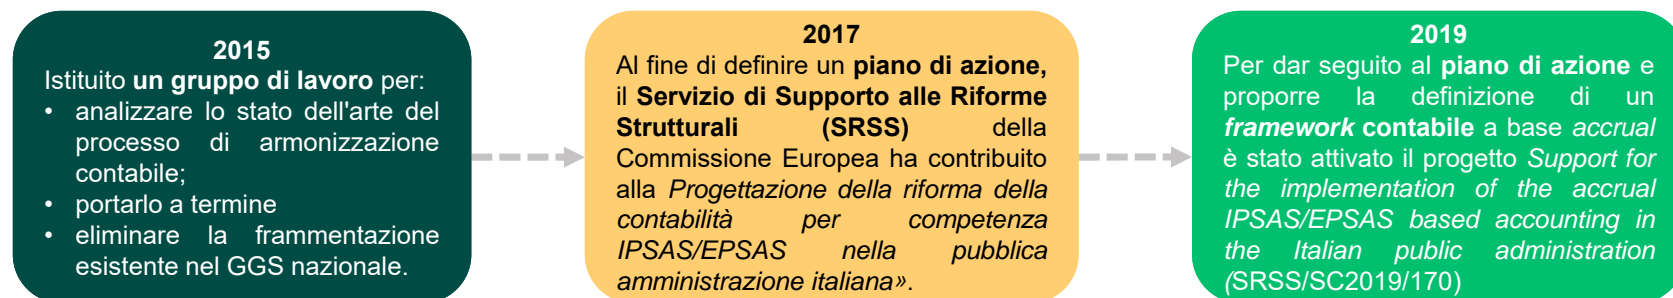 2015
Istituito un gruppo di lavoro per:
• analizzare lo stato dell'arte del
processo di armonizzazione
contabile;
• portarlo a termine
• eliminare la frammentazione
esistente nel GGS nazionale.
2017
Al fine di definire un piano di azione,
il Servizio di Supporto alle Riforme
Strutturali (SRSS) della
Commissione Europea ha contribuito
alla Progettazione della riforma della
contabilità per competenza
IPSAS/EPSAS nella pubblica
amministrazione italiana».
2019
Per dar seguito al piano di azione e
proporre la definizione di un
framework contabile a base accrual
è stato attivato il progetto Support for
the implementation of the accrual
IPSAS/EPSAS based accounting in
the Italian public administration
(SRSS/SC2019/170)